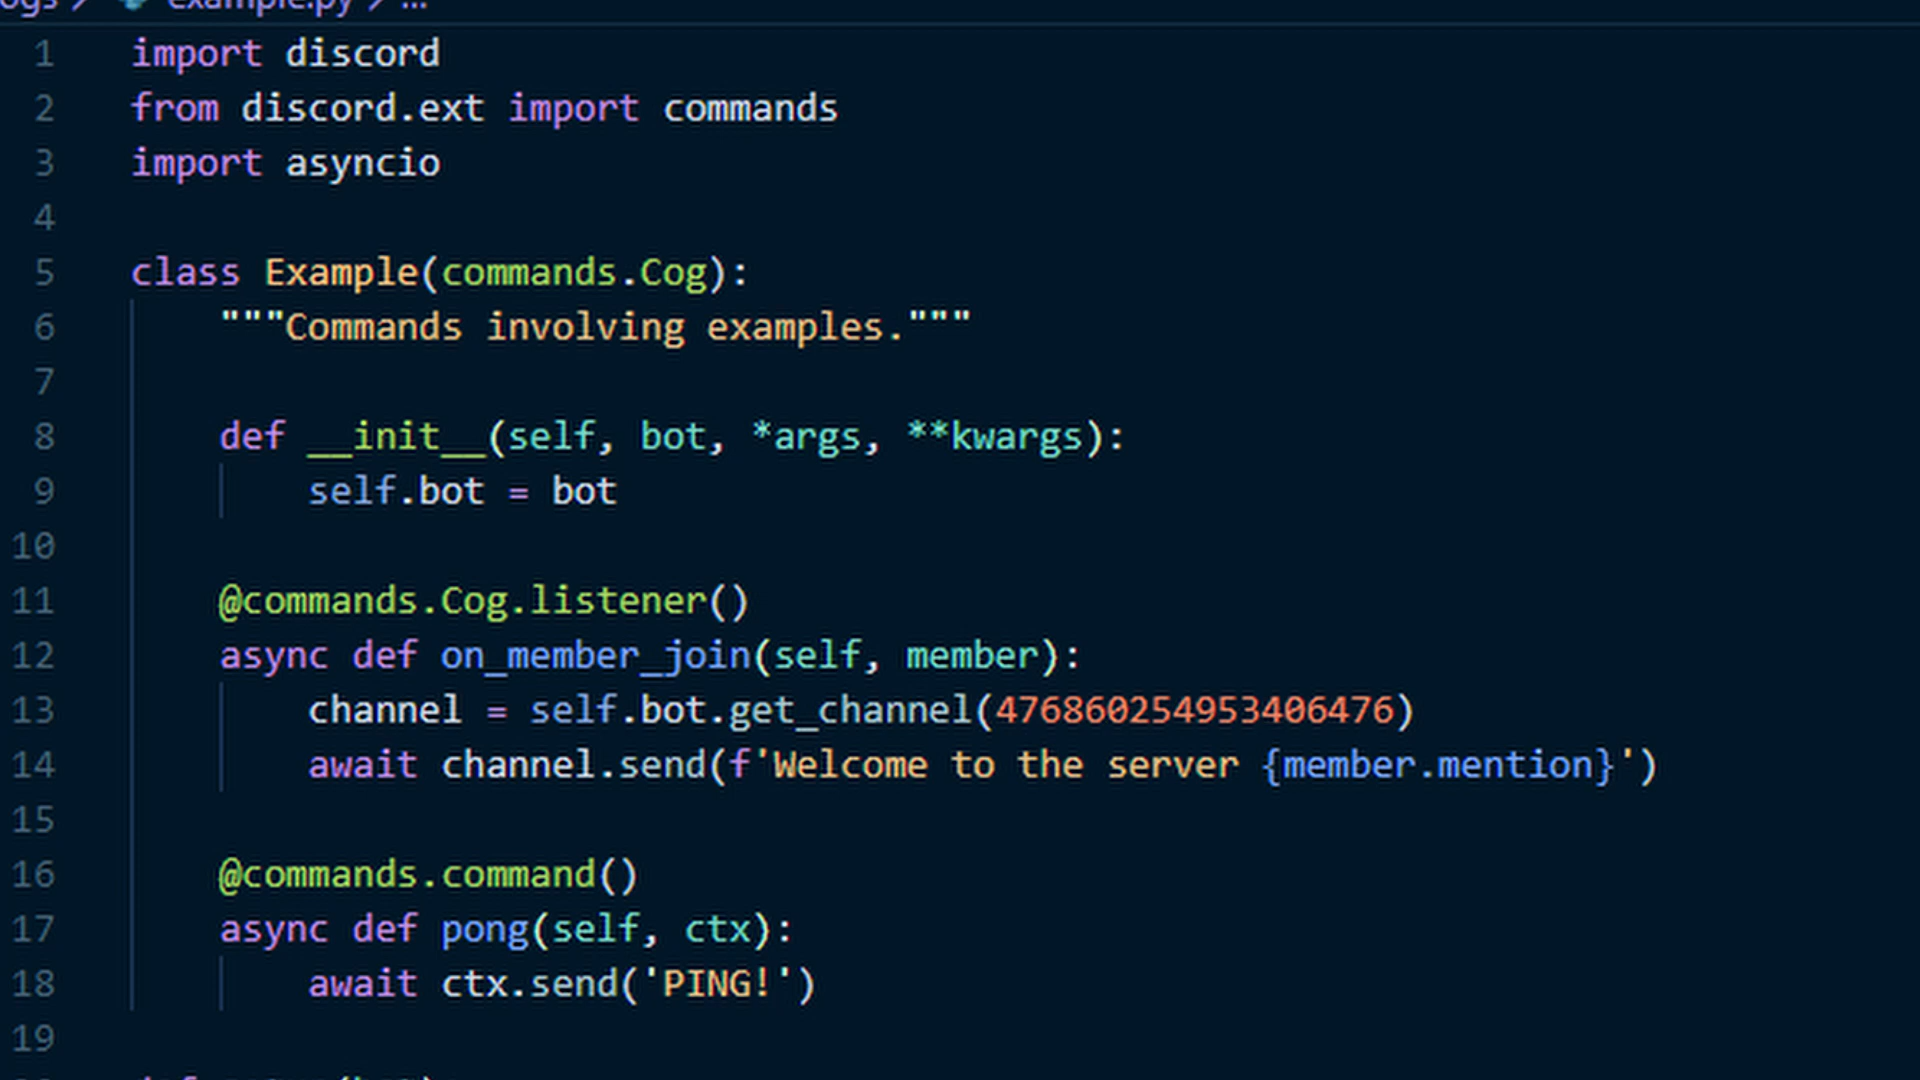 ogs > example.py > ...
1 import discord
2 from discord.ext import commands
3 import asyncio
4
5 class Example(commands.Cog):
6 """Commands involving examples."""
7
8 def __init__(self, bot, *args, **kwargs):
9 self.bot = bot
10
11 @commands.Cog.listener()
12 async def on_member_join(self, member):
13 channel = self.bot.get_channel(476860254953406476)
14 await channel.send(f'Welcome to the server {member.mention}')
15
16 @commands.command()
17 async def pong(self, ctx):
18 await ctx.send('PING!')
19